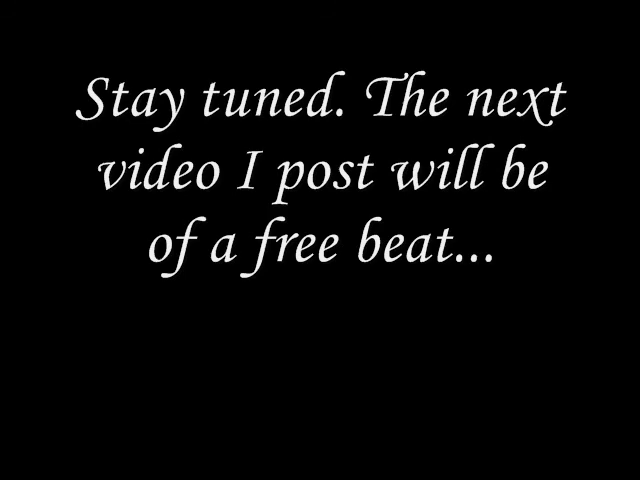 Stay tuned. The next
video I post will be
of a free beat...